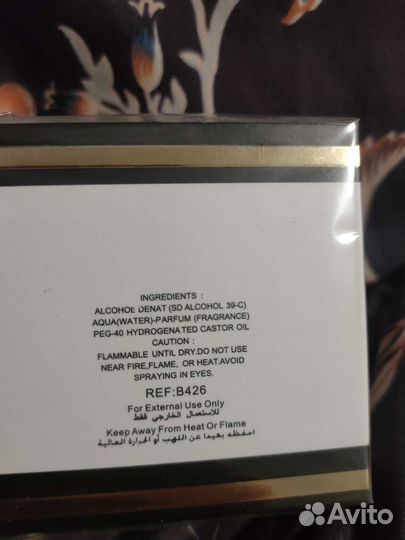 INGREDIENTS :
ALCOHOL DENAT (SD ALCOHOL 39-C)
AQUA(WATER)-PARFUM (FRAGRANCE)
PEG-40 HYDROGENATED CASTOR OIL
CAUTION :
FLAMMABLE UNTIL DRY.DO NOT USE
NEAR FIRE,FLAME, OR HEAT.AVOID
SPRAYING IN EYES.
REF:B426
For External Use Only
للاستعمال الخارجي فقط
Keep Away From Heat Or Flame
احفظه بعيدا عن اللهب أو الحرارة العالية
Avito